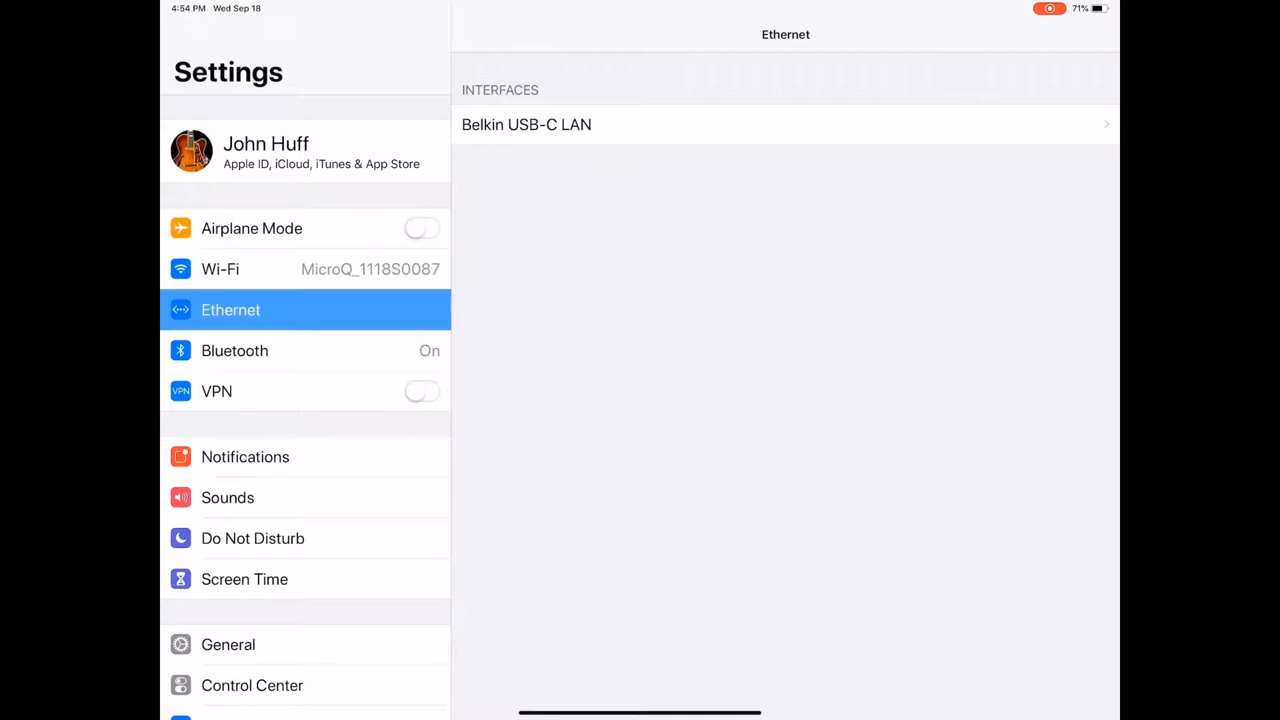 4:54 PM Wed Sep 18
71%
Settings
John Huff
Apple ID, iCloud, iTunes & App Store
Airplane Mode
Wi-Fi MicroQ_1118S0087
Ethernet
Bluetooth On
VPN VPN
Notifications
Sounds
Do Not Disturb
Screen Time
General
Control Center
Ethernet
INTERFACES
Belkin USB-C LAN